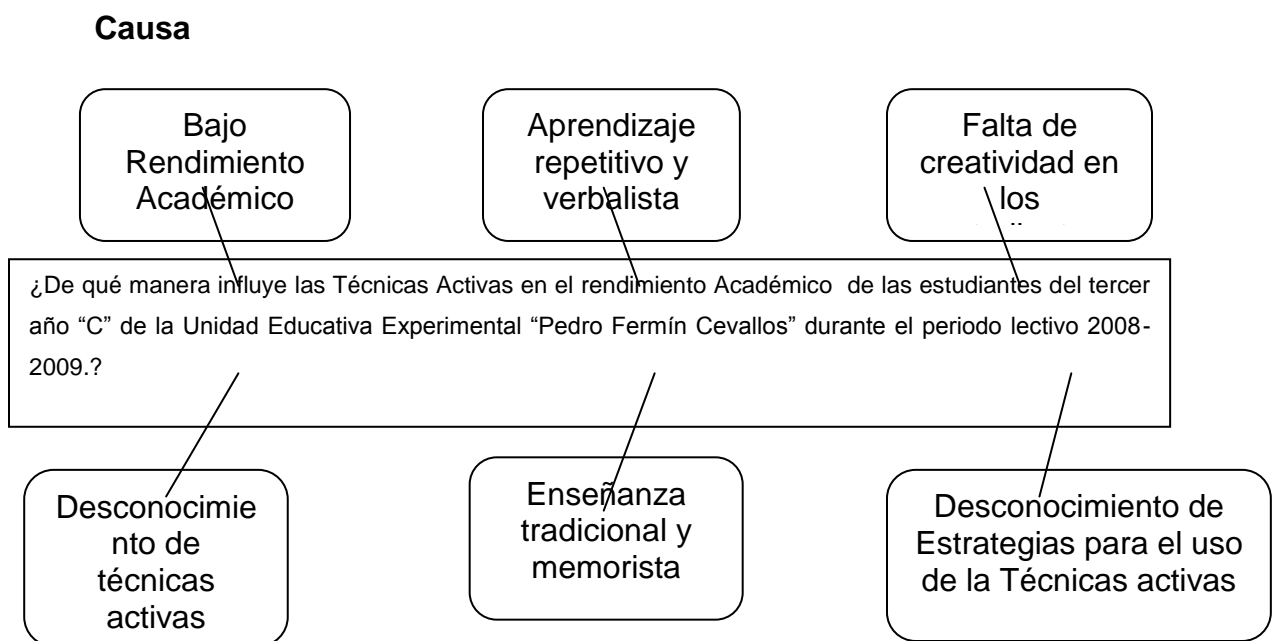 Causa
Bajo
Rendimiento
Académico
Aprendizaje
repetitivo y
verbalista
Falta de
creatividad en
los
¿De qué manera influye las Técnicas Activas en el rendimiento Académico de las estudiantes del tercer
año “C” de la Unidad Educativa Experimental “Pedro Fermín Cevallos” durante el periodo lectivo 2008-
2009.?
Desconocimie
nto de
técnicas
activas
Enseñanza
tradicional y
memorista
Desconocimiento de
Estrategias para el uso
de la Técnicas activas